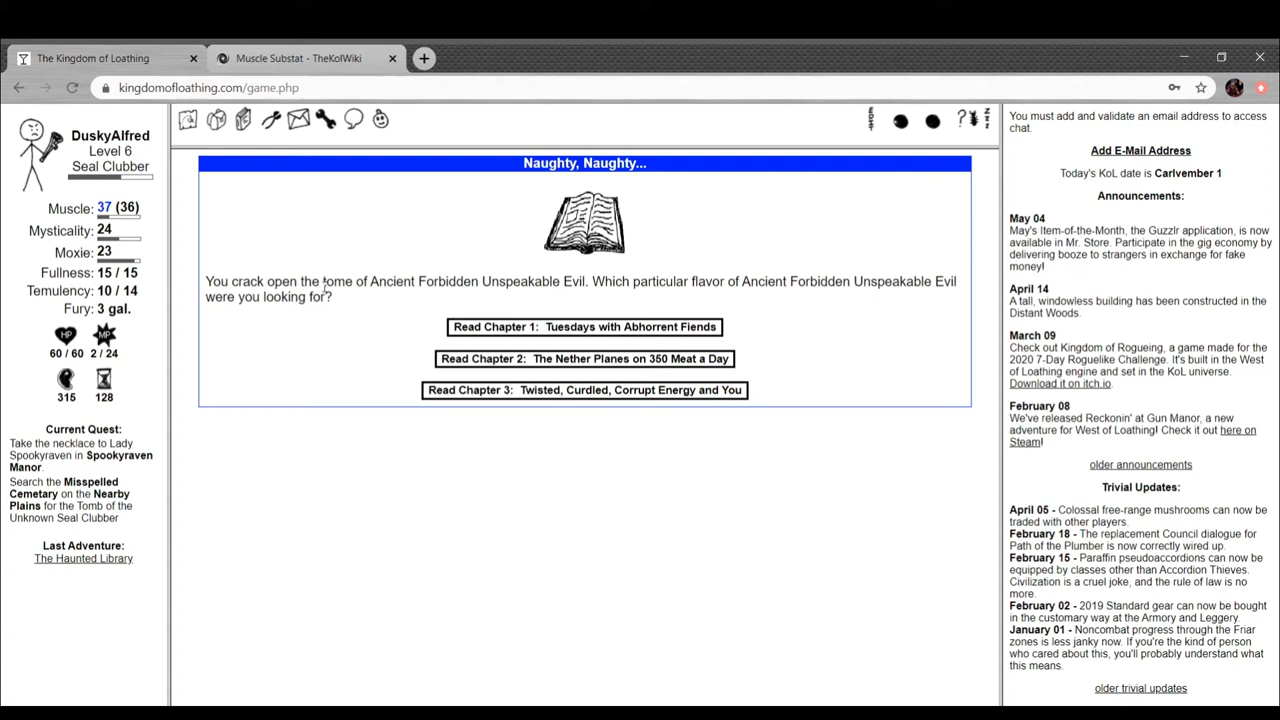 The Kingdom of Loathing
Muscle Substat - TheKolWiki
kingdomofloathing.com/game.php
DuskyAlfred
Level 6
Seal Clubber
Muscle: 37 (36)
Mysticality: 24
Moxie: 23
Fullness: 15 / 15
Temulency: 10 / 14
Fury: 3 gal.
HP MP
60 / 60 2 / 24
315 128
Current Quest:
Take the necklace to Lady
Spookyraven in Spookyraven
Manor.
Search the Misspelled
Cemetary on the Nearby
Plains for the Tomb of the
Unknown Seal Clubber
Last Adventure:
The Haunted Library
Naughty, Naughty...
You crack open the tome of Ancient Forbidden Unspeakable Evil. Which particular flavor of Ancient Forbidden Unspeakable Evil
were you looking for?
Read Chapter 1: Tuesdays with Abhorrent Fiends
Read Chapter 2: The Nether Planes on 350 Meat a Day
Read Chapter 3: Twisted, Curdled, Corrupt Energy and You
You must add and validate an email address to access
chat.
Add E-Mail Address
Today's KoL date is Carlvember 1
Announcements:
May 04
May's Item-of-the-Month, the Guzzlr application, is now
available in Mr. Store. Participate in the gig economy by
delivering booze to strangers in exchange for fake
money!
April 14
A tall, windowless building has been constructed in the
Distant Woods.
March 09
Check out Kingdom of Rogueing, a game made for the
2020 7-Day Roguelike Challenge. It's built in the West
of Loathing engine and set in the KoL universe.
Download it on itch.io.
February 08
We've released Reckonin' at Gun Manor, a new
adventure for West of Loathing! Check it out here on
Steam!
older announcements
Trivial Updates:
April 05 - Colossal free-range mushrooms can now be
traded with other players.
February 18 - The replacement Council dialogue for
Path of the Plumber is now correctly wired up.
February 15 - Paraffin pseudoaccordions can now be
equipped by classes other than Accordion Thieves.
Civilization is a cruel joke, and the rule of law is no
more.
February 02 - 2019 Standard gear can now be bought
in the customary way at the Armory and Leggery.
January 01 - Noncombat progress through the Friar
zones is less janky now. If you're the kind of person
who cared about this, you'll probably understand what
this means.
older trivial updates